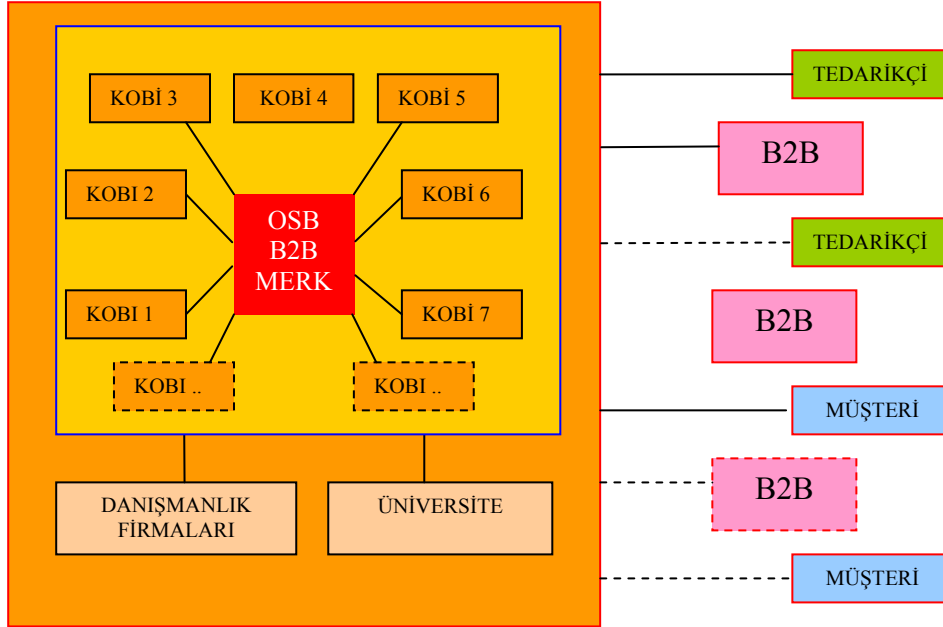 KOBİ 3
KOBİ 4
KOBİ 5
KOBI 2
KOBİ 6
OSB
B2B
MERK
KOBI 1
KOBİ 7
KOBI ..
KOBI ..
DANIŞMANLIK
FİRMALARI
ÜNİVERSİTE
TEDARİKÇİ
B2B
TEDARİKÇİ
B2B
MÜŞTERİ
B2B
MÜŞTERİ